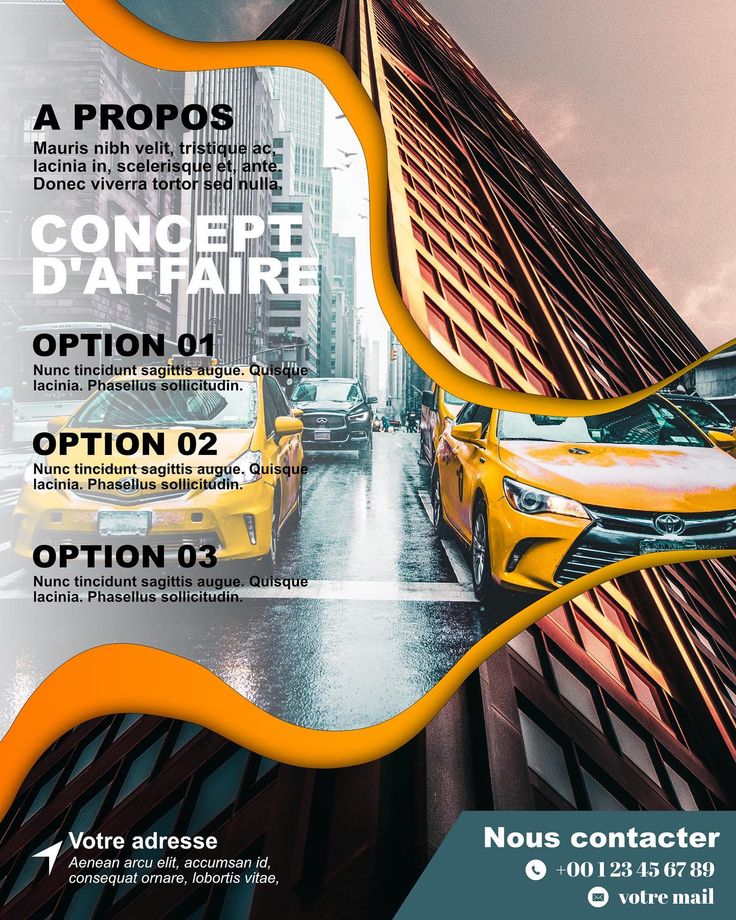 A PROPOS
Mauris nibh velit, tristique ac,
lacinia in, scelerisque et, ante.
Donec viverra tortor sed nulla.
CONCEPT
D'AFFAIRE
OPTION 01
Nunc tincidunt sagittis augue. Quisque
lacinia. Phasellus sollicitudin.
OPTION 02
Nunc tincidunt sagittis augue. Quisque
lacinia. Phasellus sollicitudin.
OPTION 03
Nunc tincidunt sagittis augue. Quisque
lacinia. Phasellus sollicitudin.
Votre adresse
Aenean arcu elit, accumsan id,
consequat ornare, lobortis vitae,
Nous contacter
+00 1 23 45 67 89
votre mail